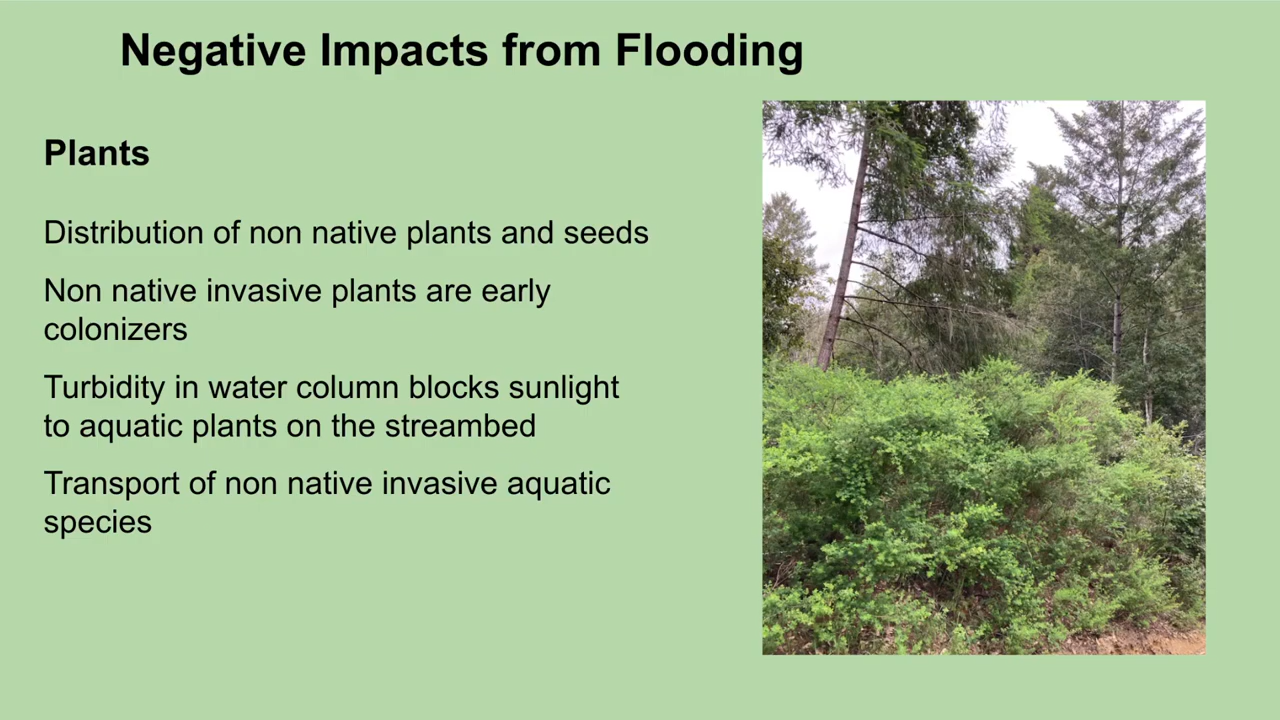 Negative Impacts from Flooding
Plants
Distribution of non native plants and seeds
Non native invasive plants are early
colonizers
Turbidity in water column blocks sunlight
to aquatic plants on the streambed
Transport of non native invasive aquatic
species